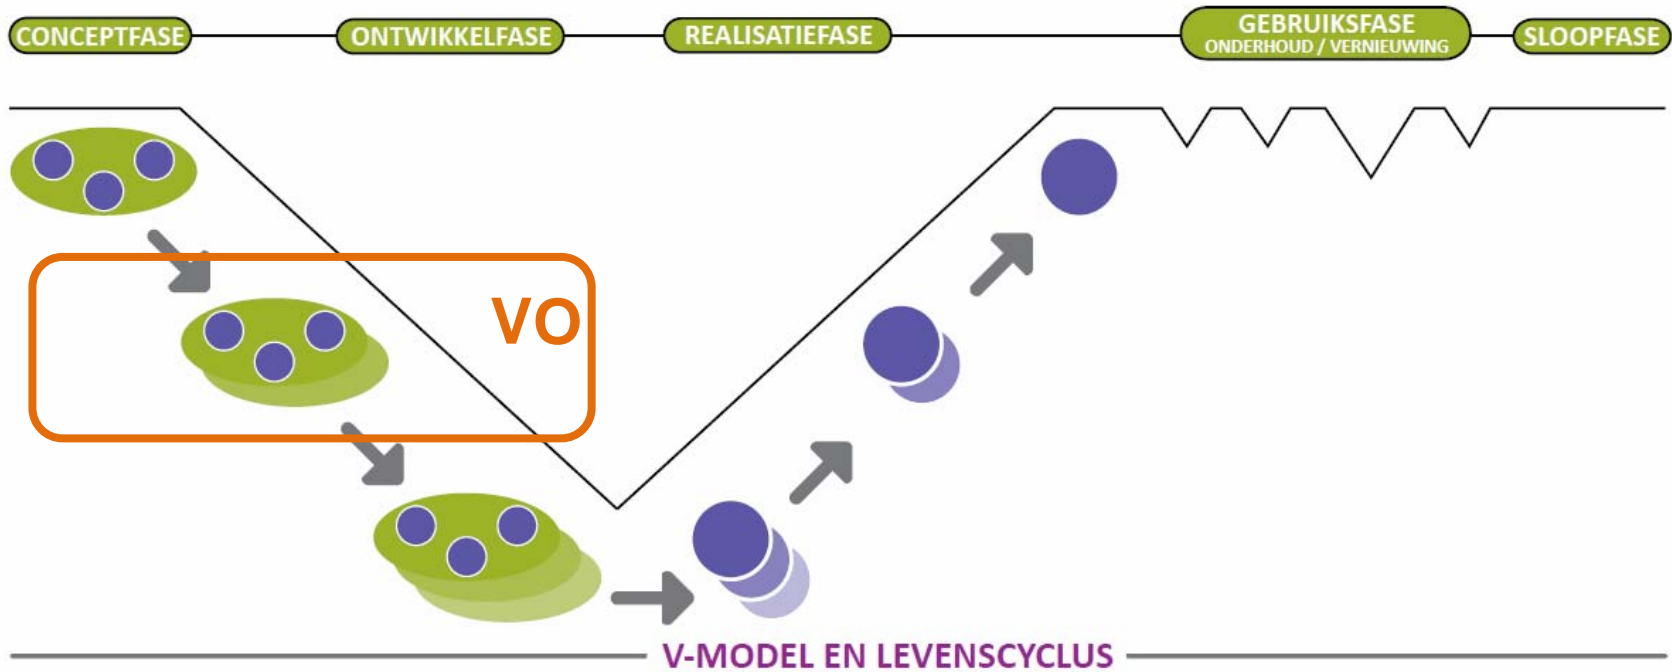 CONCEPTFASE
ONTWIKKELFASE
REALISATIEFASE
GEBRUIKSFASE
ONDERHOUD / VERNIEUWING
SLOOPFASE
VO
V-MODEL EN LEVENSCYCLUS